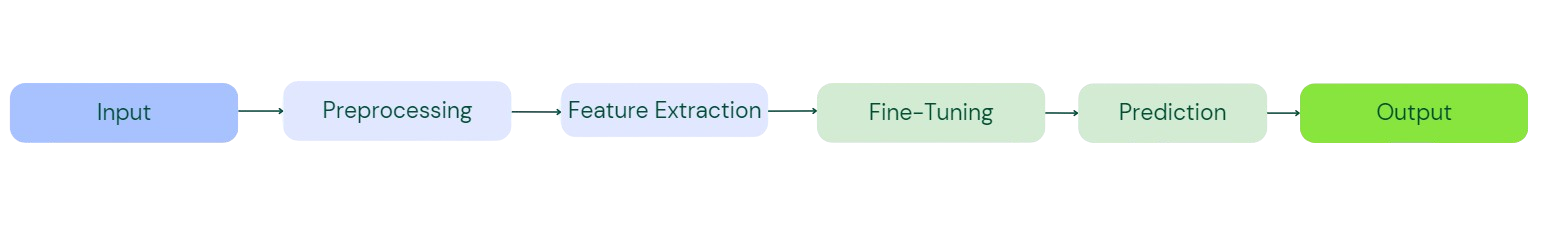 Input
Preprocessing
Feature Extraction
Fine-Tuning
Prediction
Output